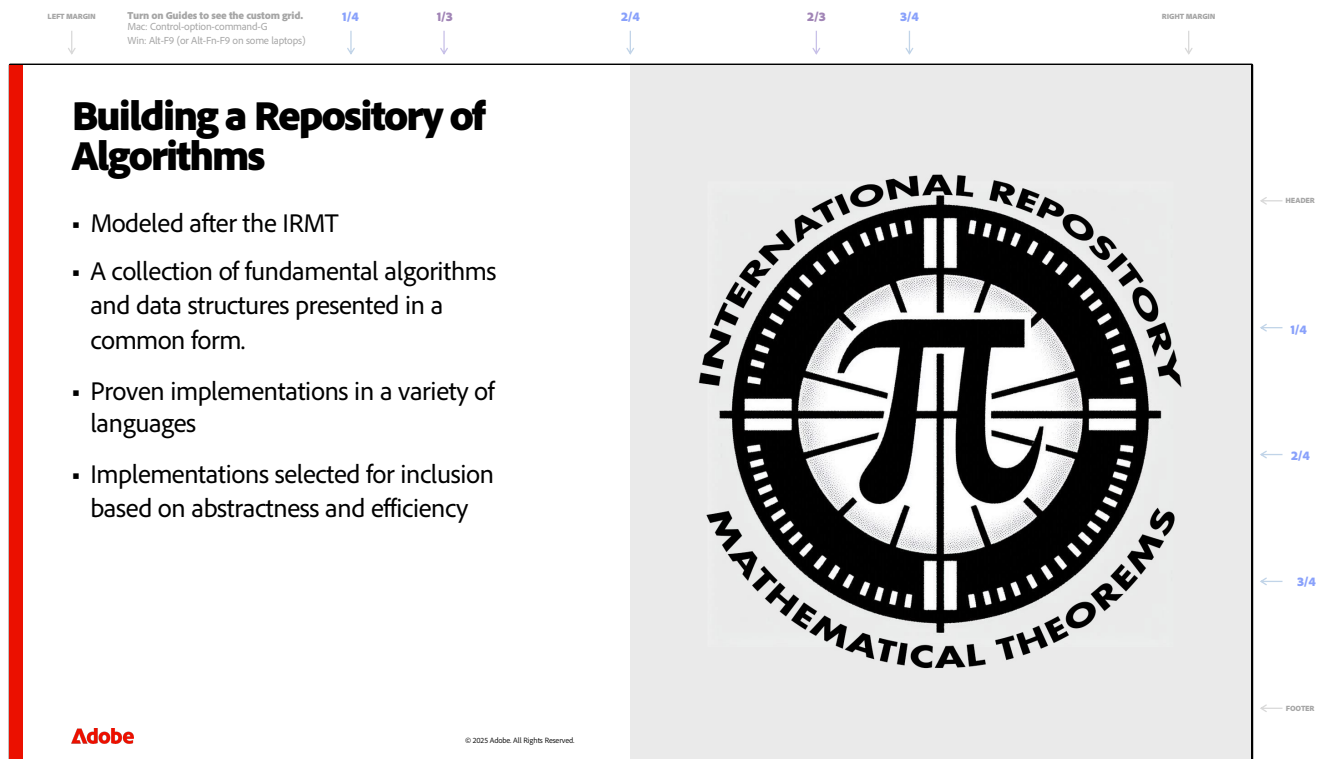 LEFT MARGIN
Turn on Guides to see the custom grid.
Mac: Control-option-command-G
Win: Alt-F9 (or Alt-Fn-F9 on some laptops)
1/4
1/3
2/4
2/3
3/4
RIGHT MARGIN
Building a Repository of
Algorithms
▪ Modeled after the IRMT
▪ A collection of fundamental algorithms
and data structures presented in a
common form.
▪ Proven implementations in a variety of
languages
▪ Implementations selected for inclusion
based on abstractness and efficiency
INTERNATIONAL REPOSITORY
π
MATHEMATICAL THEOREMS
HEADER
1/4
2/4
3/4
FOOTER
Adobe
© 2025 Adobe. All Rights Reserved.